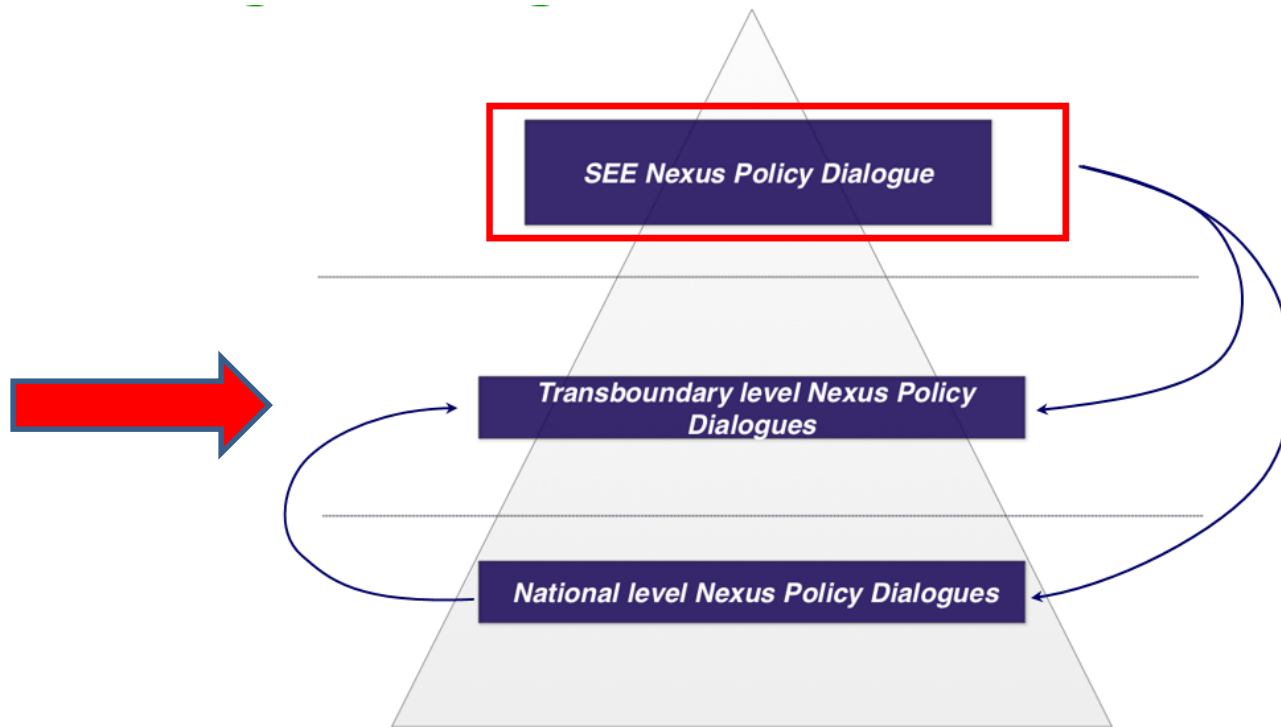 SEE Nexus Policy Dialogue
Transboundary level Nexus Policy
Dialogues
National level Nexus Policy Dialogues